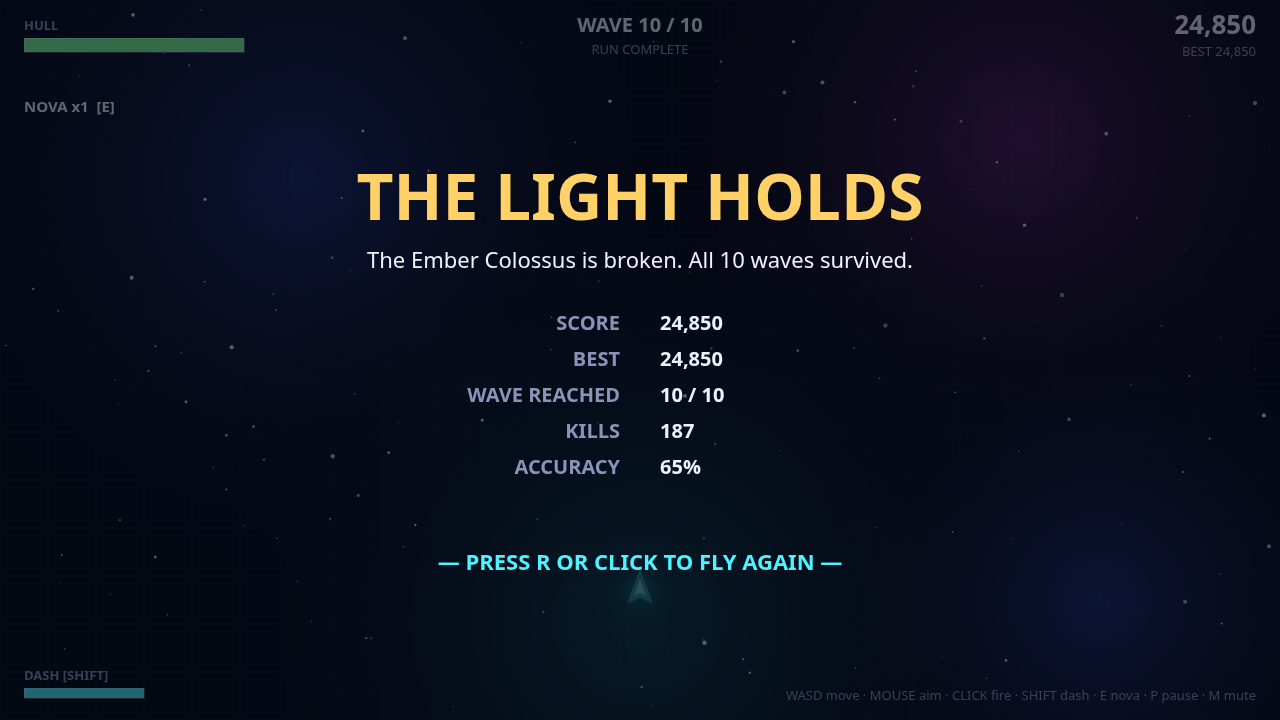 HULL
WAVE 10 / 10
RUN COMPLETE
24,850
BEST 24,850
NOVA x1 [E]
THE LIGHT HOLDS
The Ember Colossus is broken. All 10 waves survived.
SCORE 24,850
BEST 24,850
WAVE REACHED 10 / 10
KILLS 187
ACCURACY 65%
— PRESS R OR CLICK TO FLY AGAIN —
DASH [SHIFT]
WASD move · MOUSE aim · CLICK fire · SHIFT dash · E nova · P pause · M mute